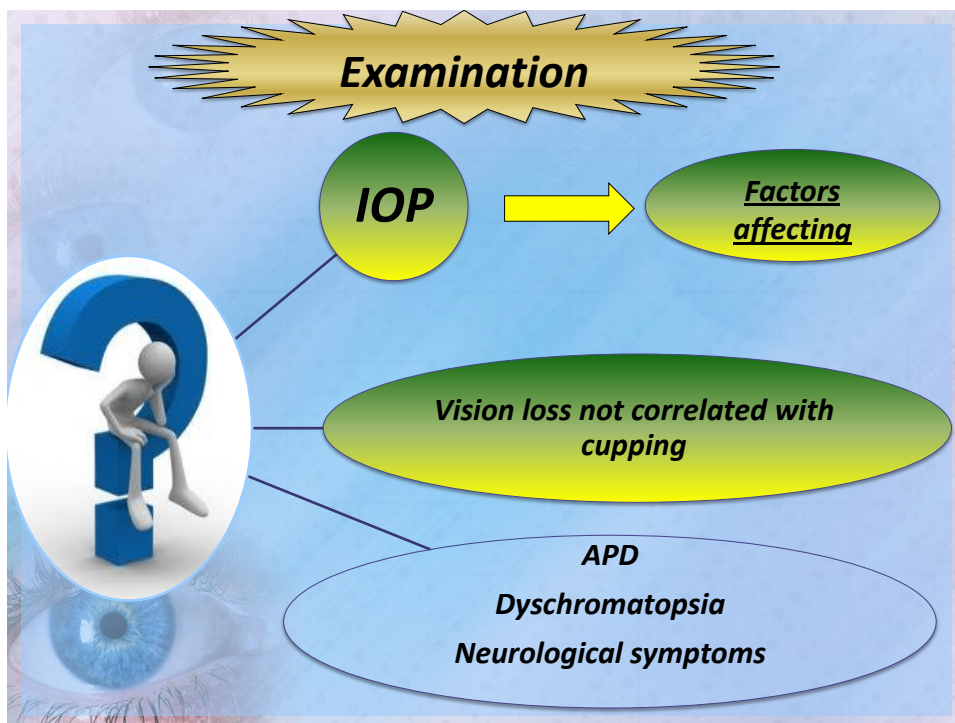 Examination
IOP
Factors
affecting
Vision loss not correlated with
cupping
APD
Dyschromatopsia
Neurological symptoms